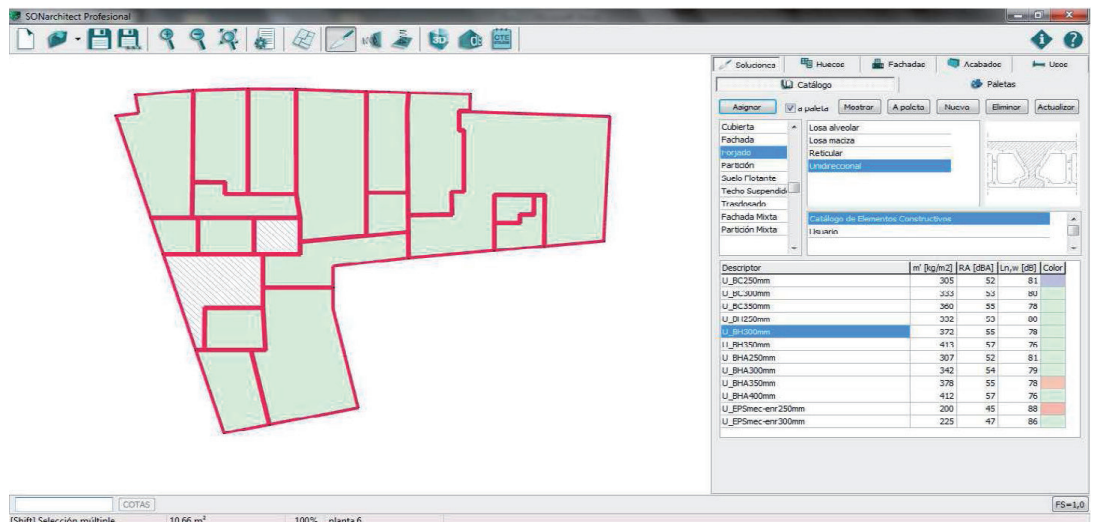 SONarchitect Profesional
3D
CTE
Soluciones Huecos Fachadas Acabados Usos
Catálogo Paletas
Asignar a paleta Mostrar A paleta Nuevo Eliminar Actualizar
Cubierta
Fachada
Forjado
Partición
Suelo Flotante
Techo Suspendido
Trasdosado
Fachada Mixta
Partición Mixta
Losa alveolar
Losa maciza
Reticular
Unidireccional
Catálogo de Elementos Constructivos
Usuario
Descriptor m' [kg/m2] RA [dBA] Ln,w [dB] Color
U_BC250mm 305 52 81
U_BC300mm 333 53 80
U_BC350mm 360 55 78
U_BH250mm 332 53 80
U_BH300mm 372 55 78
U_BH350mm 413 57 76
U_BHA250mm 307 52 81
U_BHA300mm 342 54 79
U_BHA350mm 378 55 78
U_BHA400mm 412 57 76
U_EPSmec-enr250mm 200 45 88
U_EPSmec-enr300mm 225 47 86
COTAS FS=1,0
[Shift] Selección múltiple 10.66 m² 100% planta 6